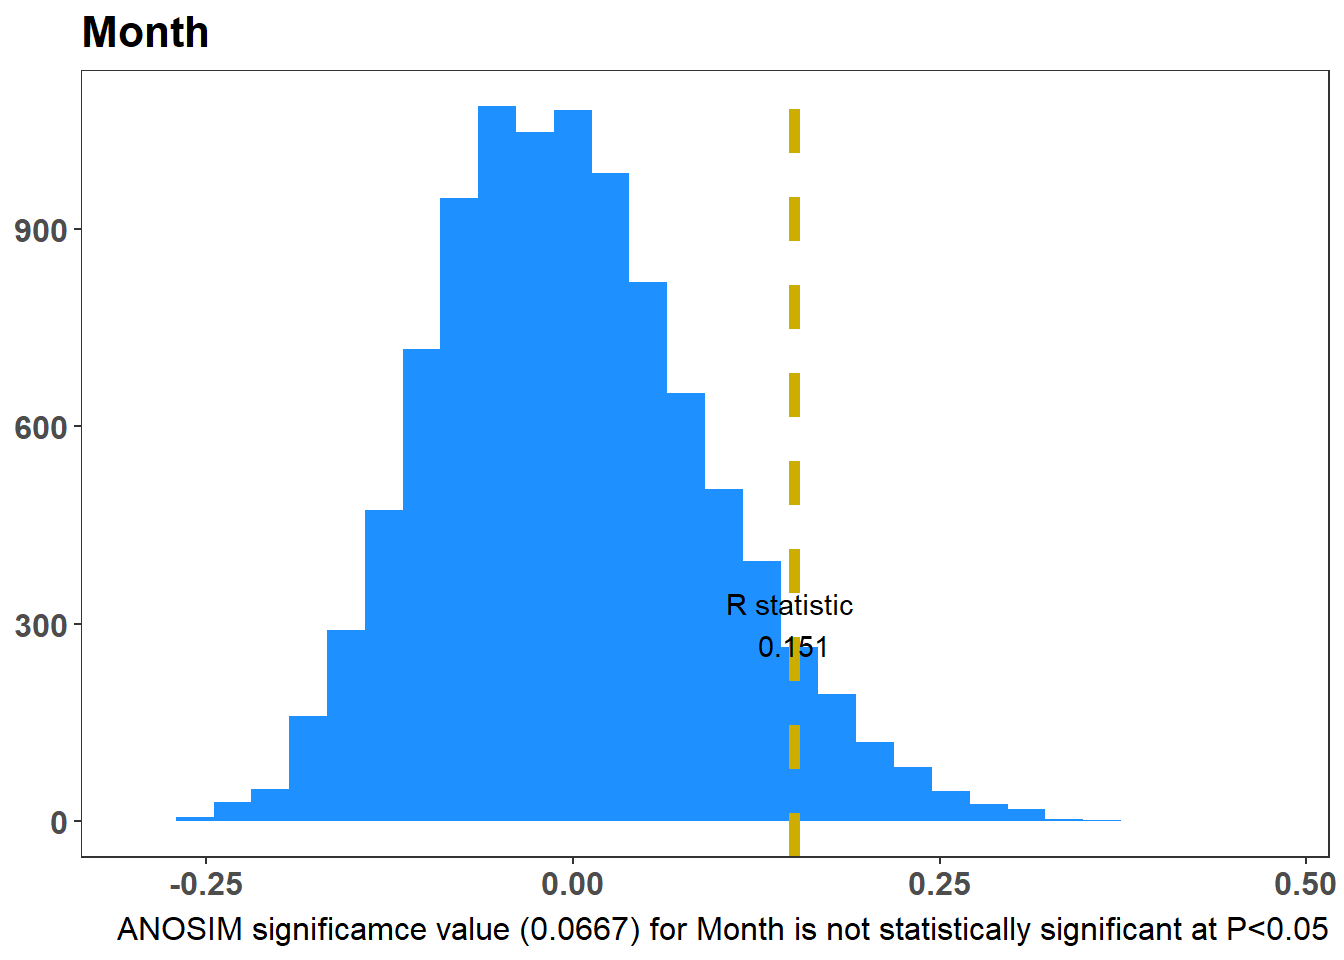 Month
900
600
300
0
R statistic
0.151
-0.25 0.00 0.25 0.50
ANOSIM significamce value (0.0667) for Month is not statistically significant at P<0.05